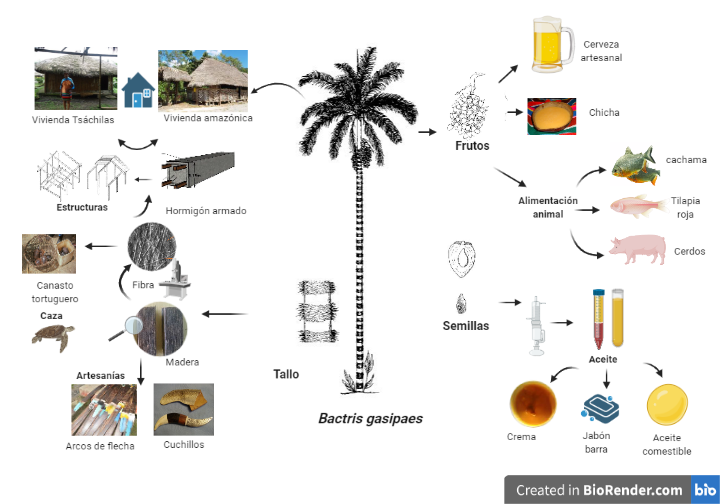 Vivienda Tsáchilas
Vivienda amazónica
Estructuras
Hormigón armado
Canasto
tortuguero
Fibra
Caza
Madera
Artesanías
Arcos de flecha
Cuchillos
Tallo
Bactris gasipaes
Frutos
Cerveza
artesanal
Chicha
Alimentación
animal
cachama
Tilapia
roja
Cerdos
Semillas
Aceite
Crema
Jabón
barra
Aceite
comestible
Created in BioRender.com bio